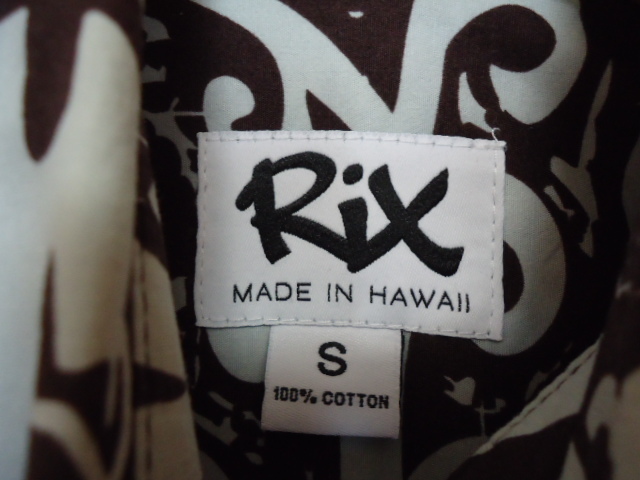 RiX
MADE IN HAWAII
S
100% COTTON